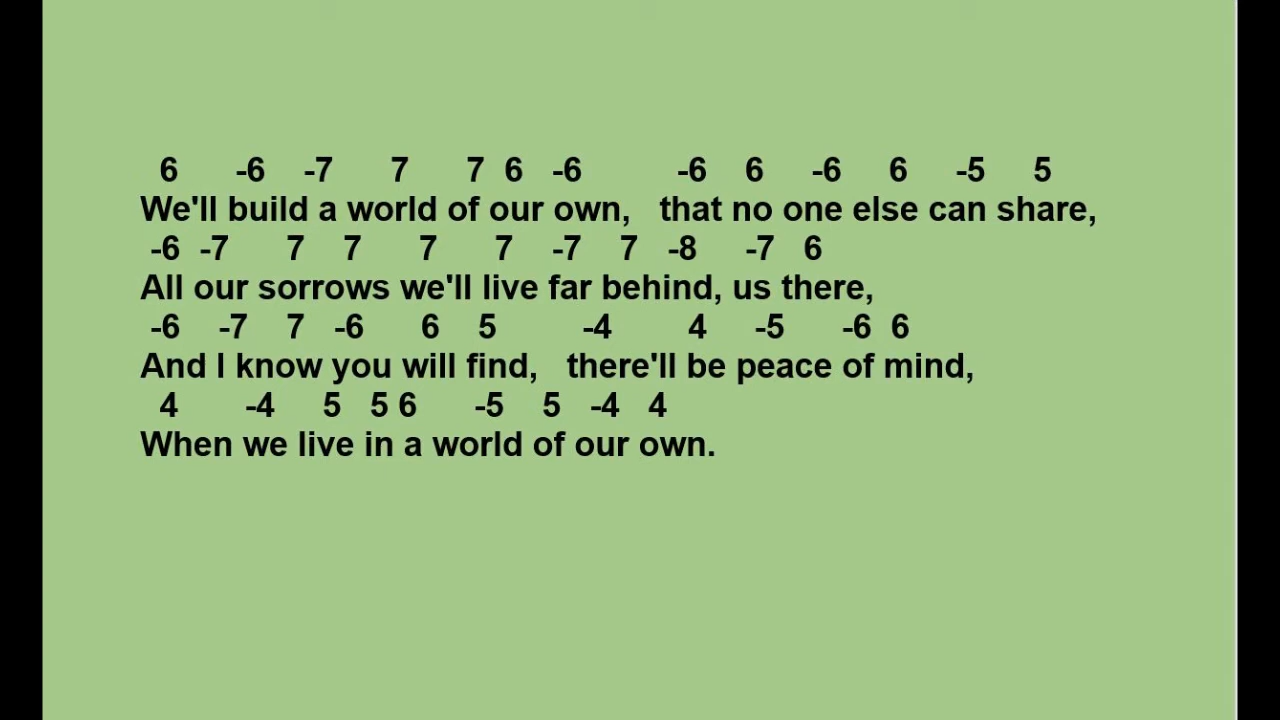 6 -6 -7 7 7 6 -6 -6 6 -6 6 -5 5
We'll build a world of our own, that no one else can share,
-6 -7 7 7 7 7 -7 7 -8 -7 6
All our sorrows we'll live far behind, us there,
-6 -7 7 -6 6 5 -4 4 -5 -6 6
And I know you will find, there'll be peace of mind,
4 -4 5 5 6 -5 5 -4 4
When we live in a world of our own.